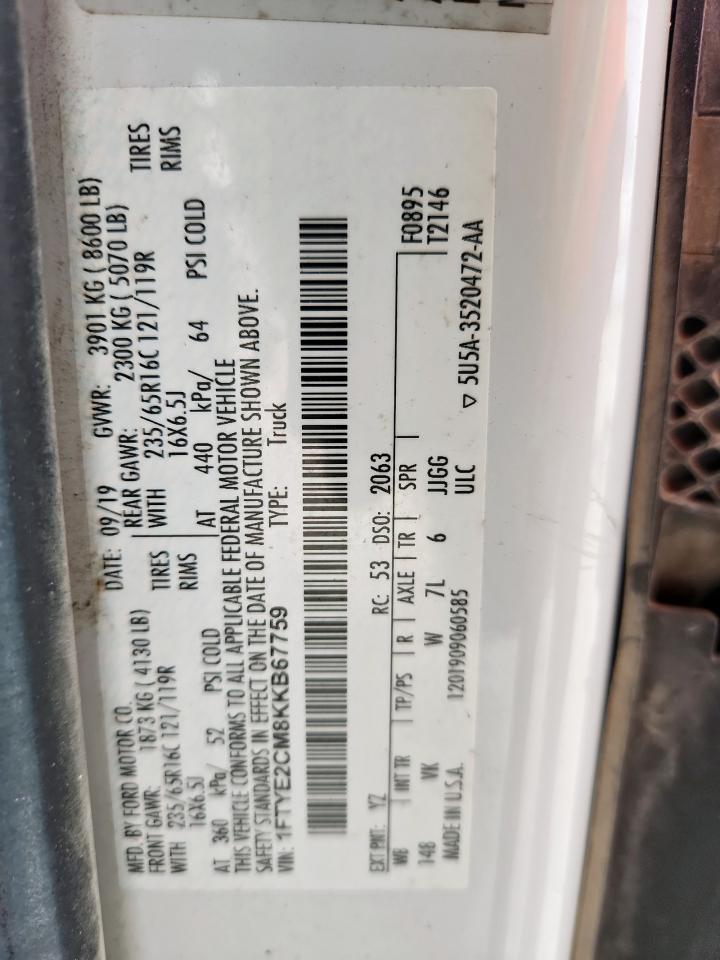 MFD. BY FORD MOTOR CO. DATE: 09/19 GVWR: 3901 KG ( 8600 LB)
FRONT GAWR: 1873 KG ( 4130 LB) REAR GAWR: 2300 KG ( 5070 LB)
WITH 235/65R16C 121/119R TIRES WITH 235/65R16C 121/119R TIRES
16X6.5J RIMS 16X6.5J RIMS
AT 360 kPa/ 52 PSI COLD AT 440 kPa/ 64 PSI COLD
THIS VEHICLE CONFORMS TO ALL APPLICABLE FEDERAL MOTOR VEHICLE
SAFETY STANDARDS IN EFFECT ON THE DATE OF MANUFACTURE SHOWN ABOVE.
VIN: 1FTYE2CM8KKB67759 TYPE: Truck
EXT PNT: YZ RC: 53 DSO: 2063
WB INT TR TP/PS R AXLE TR SPR F0895
148 VK W 7L 6 JJGG T2146
MADE IN U.S.A. 1201909060585 ULC
▽ 5U5A-3520472-AA